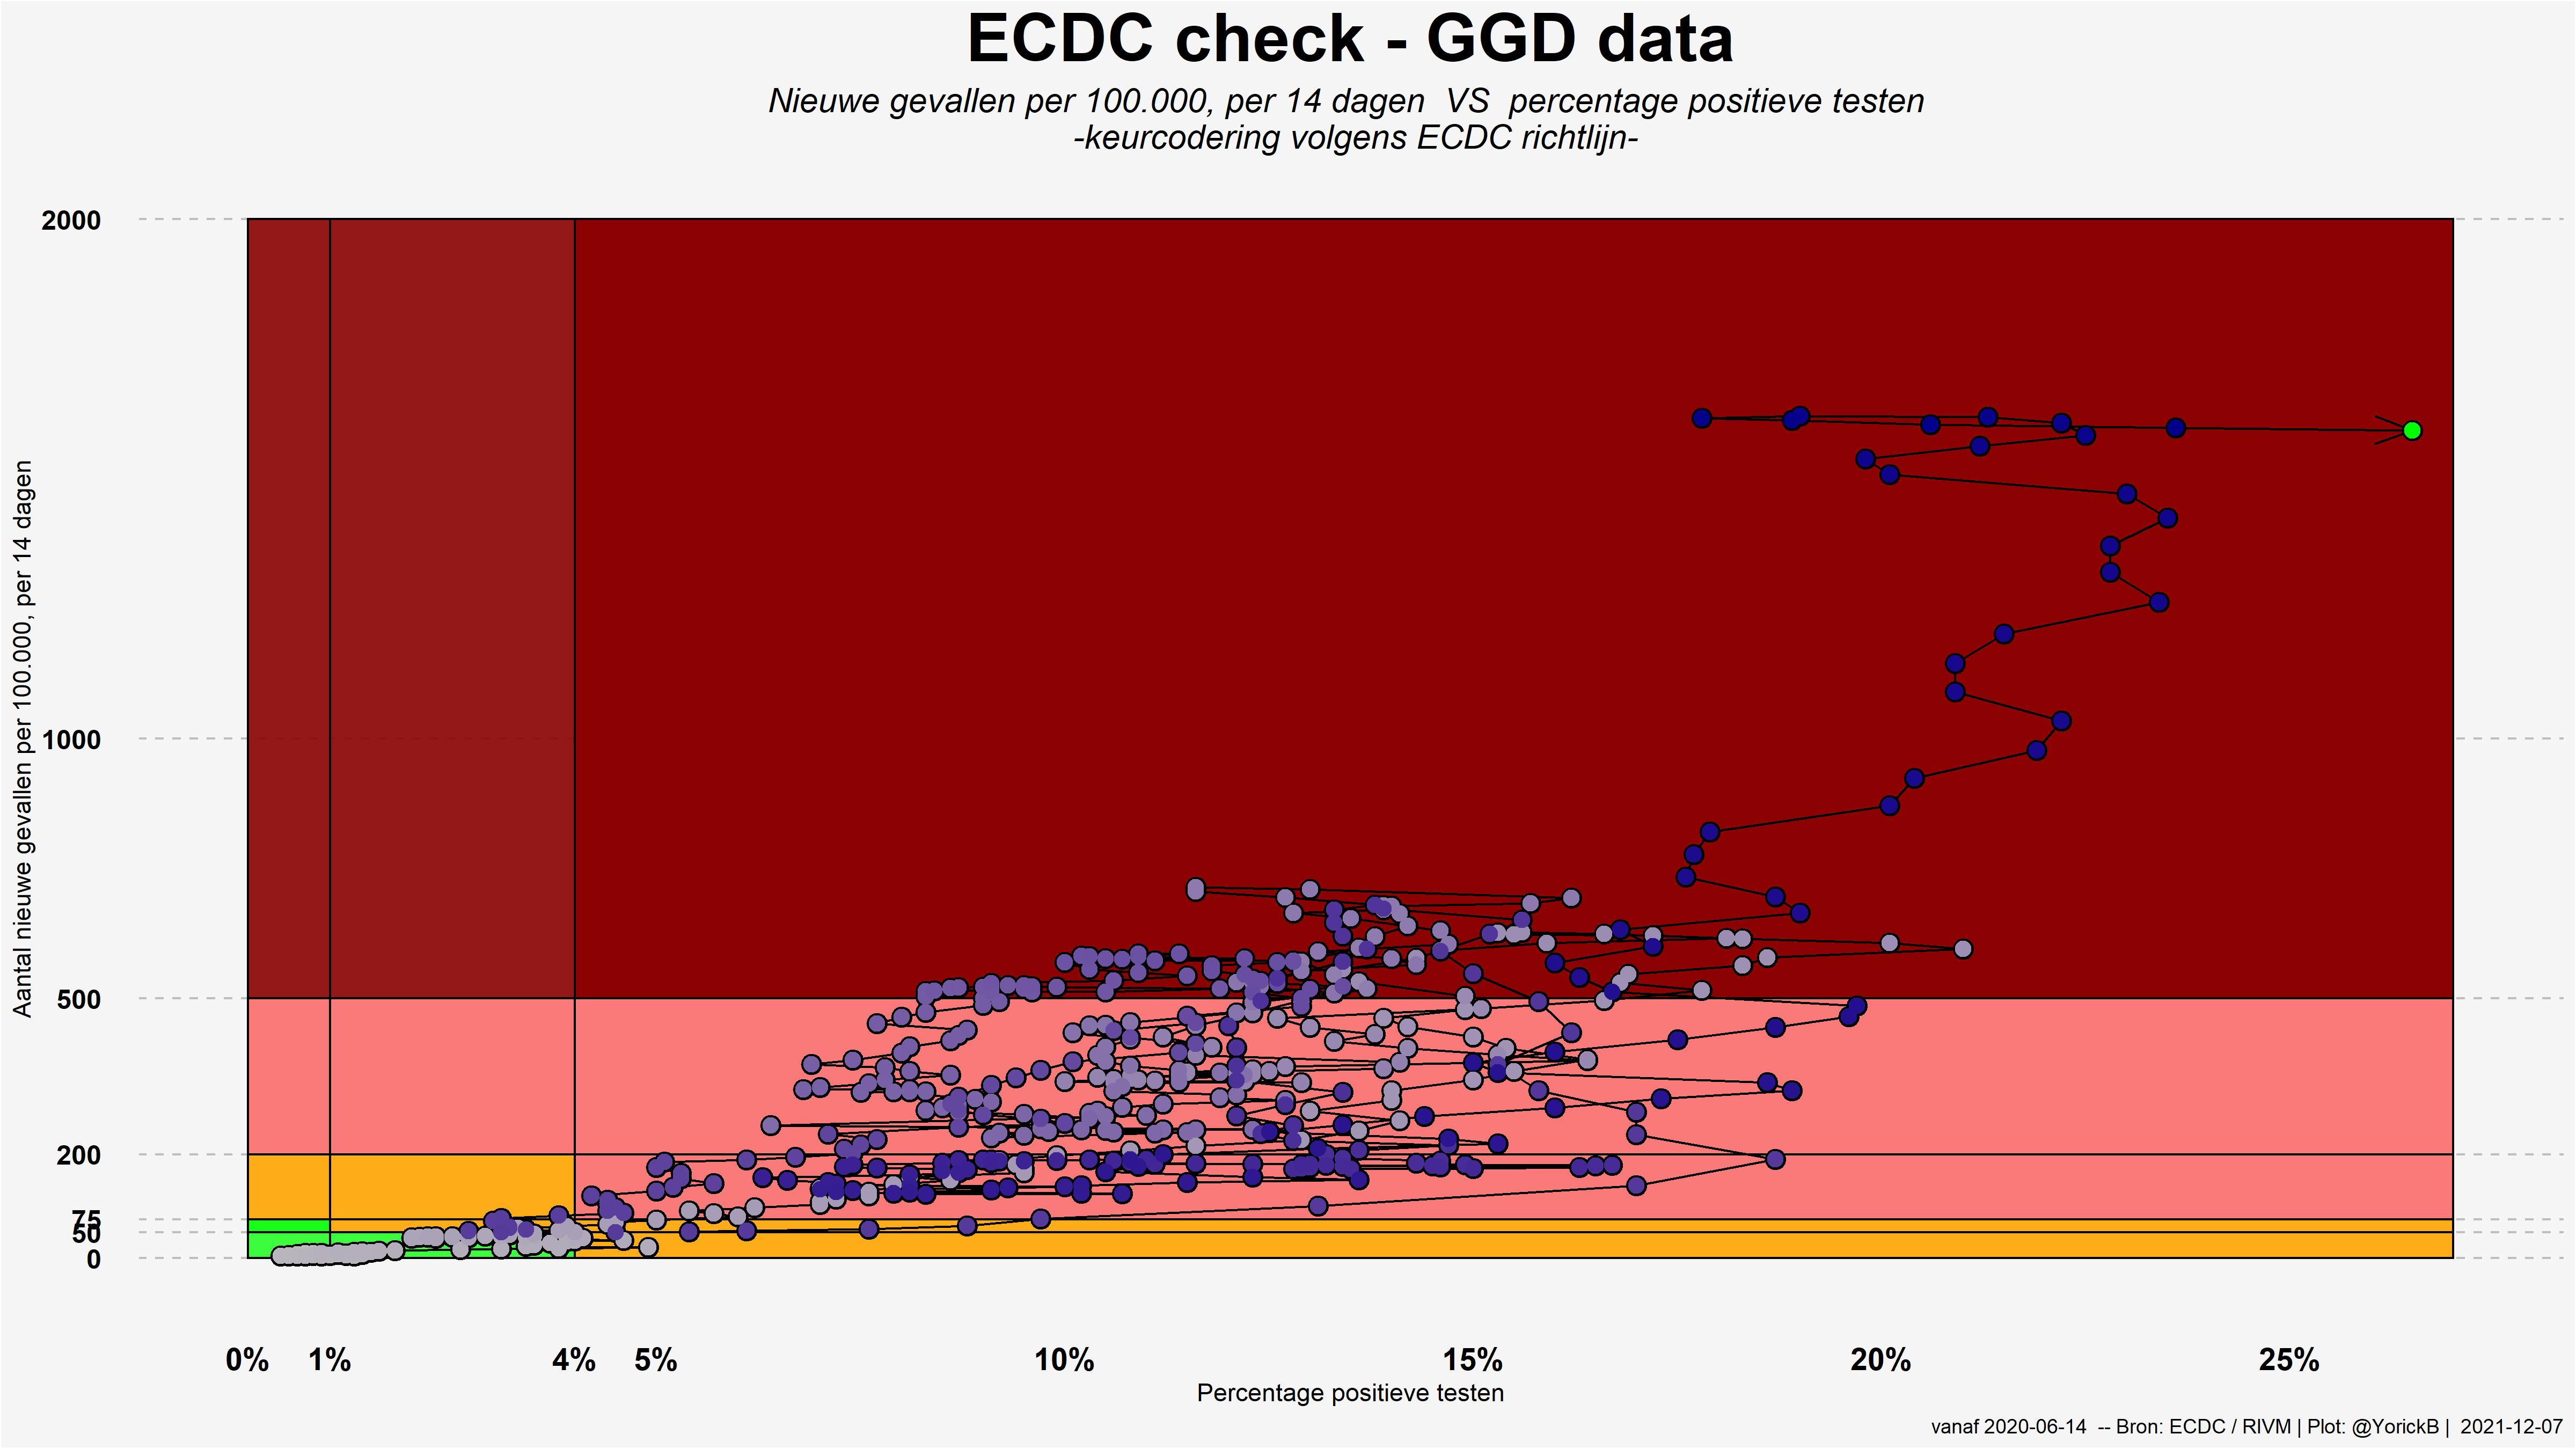 ECDC check - GGD data
Nieuwe gevallen per 100.000, per 14 dagen  VS  percentage positieve testen
-keurcodering volgens ECDC richtlijn-
Aantal nieuwe gevallen per 100.000, per 14 dagen
2000
1000
500
200
75
50
0
0% 1% 4% 5% 10% 15% 20% 25%
Percentage positieve testen
vanaf 2020-06-14  -- Bron: ECDC / RIVM | Plot: @YorickB |  2021-12-07